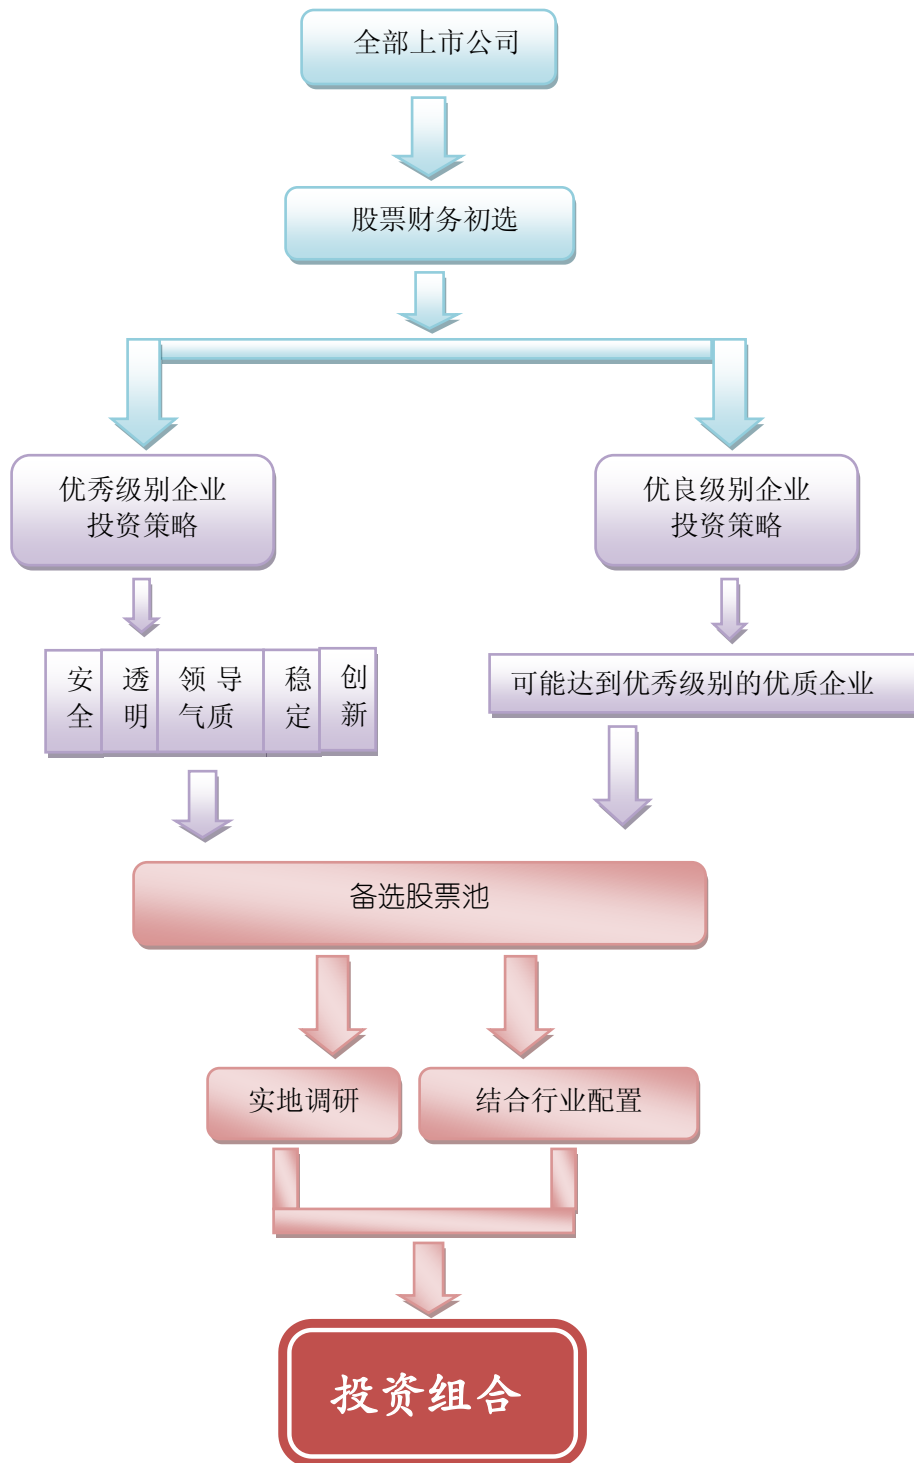 全部上市公司
股票财务初选
优秀级别企业
投资策略
优良级别企业
投资策略
安
全
透
明
领导
气质
稳
定
创
新
可能达到优秀级别的优质企业
备选股票池
实地调研
结合行业配置
投资组合